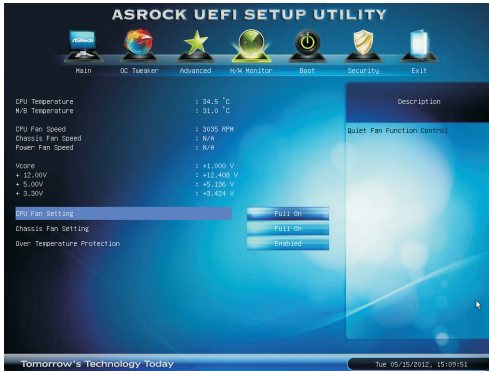 ASROCK UEFI SETUP UTILITY
ASRock
Main OC Tweaker Advanced H/W Monitor Boot Security Exit
CPU Temperature : 34.5 °C
M/B Temperature : 31.0 °C
CPU Fan Speed : 3035 RPM
Chassis Fan Speed : N/A
Power Fan Speed : N/A
Vcore : +1.000 V
+ 12.00V : +12.408 V
+ 5.00V : +5.136 V
+ 3.30V : +3.424 V
CPU Fan Setting Full On
Chassis Fan Setting Full On
Over Temperature Protection Enabled
Description
Quiet Fan Function Control
Tomorrow's Technology Today
Tue 05/15/2012, 15:09:51